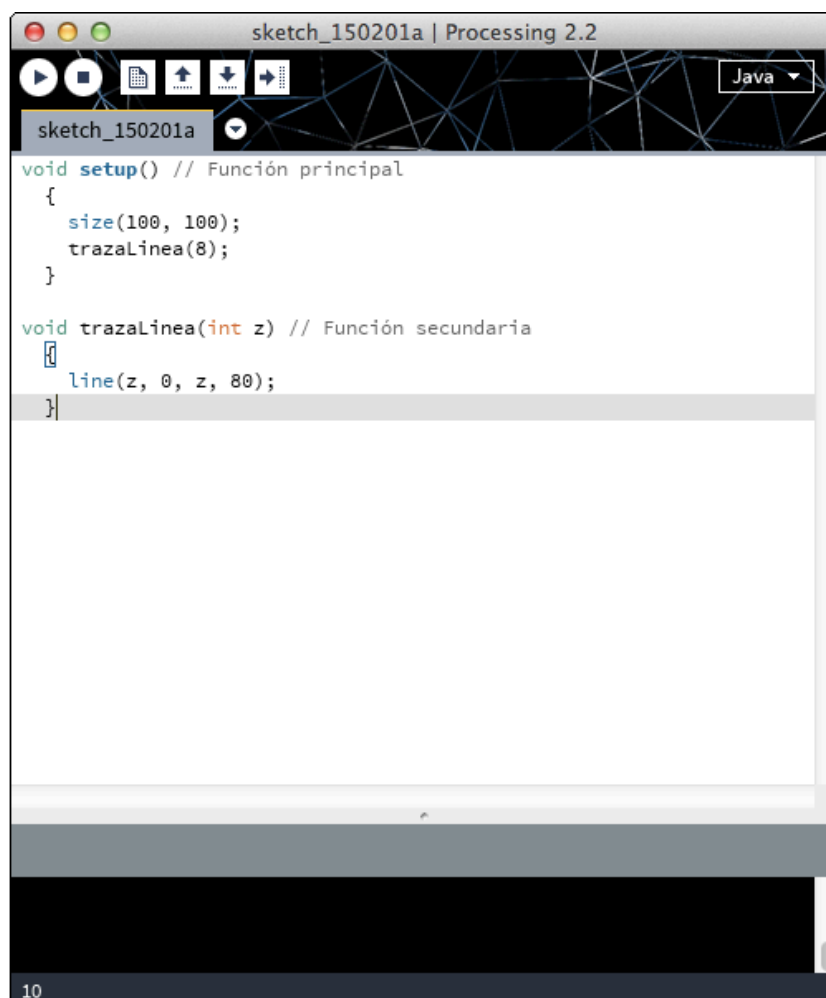 sketch_150201a | Processing 2.2
Java
sketch_150201a
void setup() // Función principal
{
size(100, 100);
trazaLinea(8);
}
void trazaLinea(int z) // Función secundaria
{
line(z, 0, z, 80);
}
10